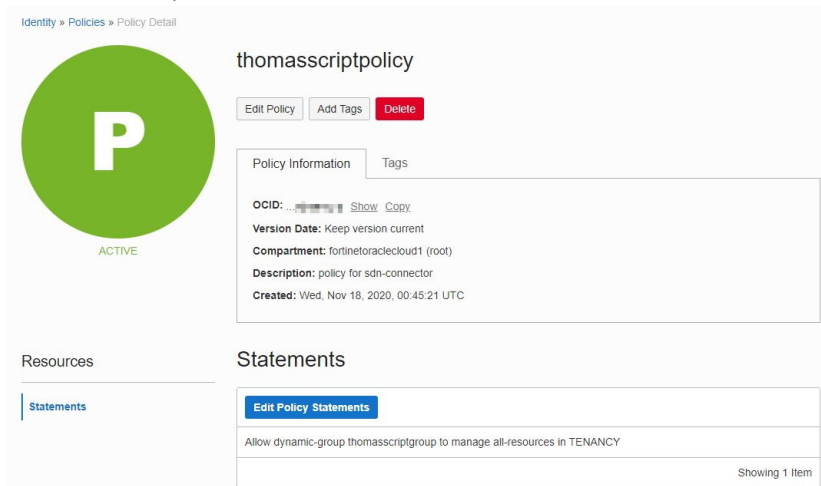 Identity » Policies » Policy Detail
thomasscriptpolicy
P
Edit Policy Add Tags Delete
Policy Information Tags
OCID: ... Show Copy
Version Date: Keep version current
ACTIVE
Compartment: fortinetoraclecloud1 (root)
Description: policy for sdn-connector
Created: Wed, Nov 18, 2020, 00:45:21 UTC
Resources
Statements
Statements
Edit Policy Statements
Allow dynamic-group thomasscriptgroup to manage all-resources in TENANCY
Showing 1 Item